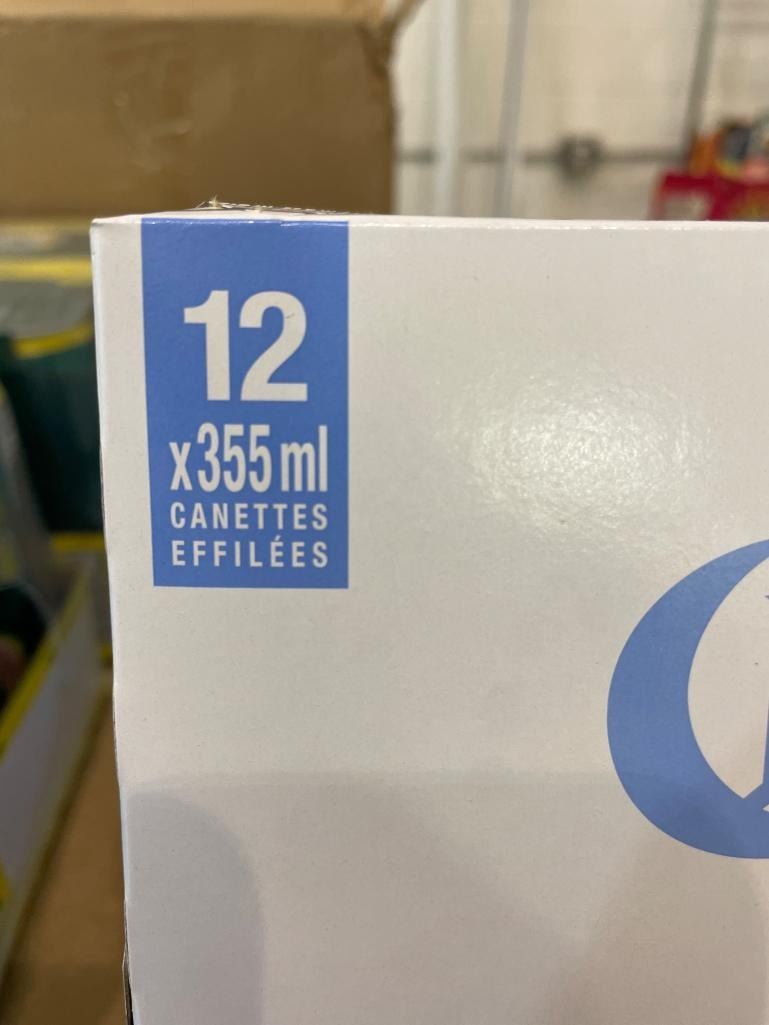 12
x355 ml
CANETTES
EFFILÉES